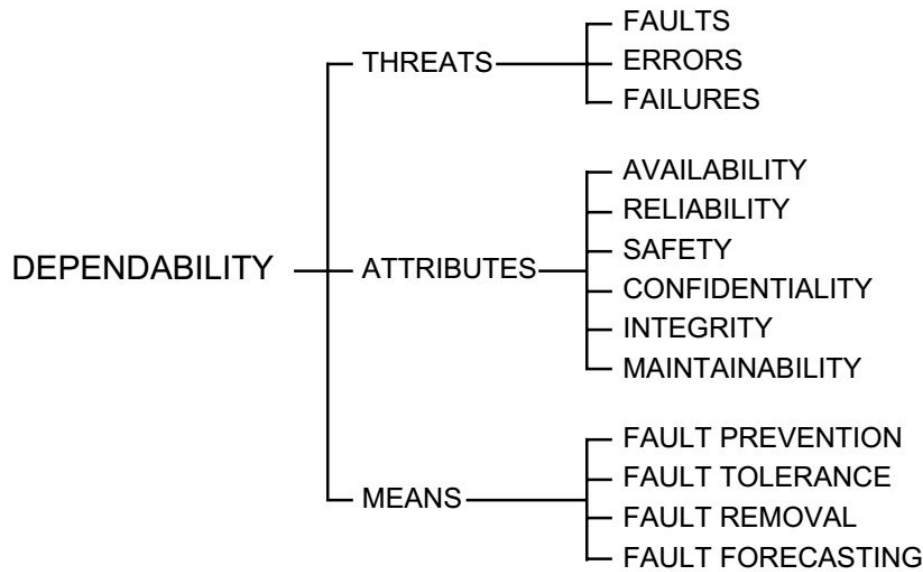 DEPENDABILITY
THREATS
FAULTS
ERRORS
FAILURES
ATTRIBUTES
AVAILABILITY
RELIABILITY
SAFETY
CONFIDENTIALITY
INTEGRITY
MAINTAINABILITY
MEANS
FAULT PREVENTION
FAULT TOLERANCE
FAULT REMOVAL
FAULT FORECASTING